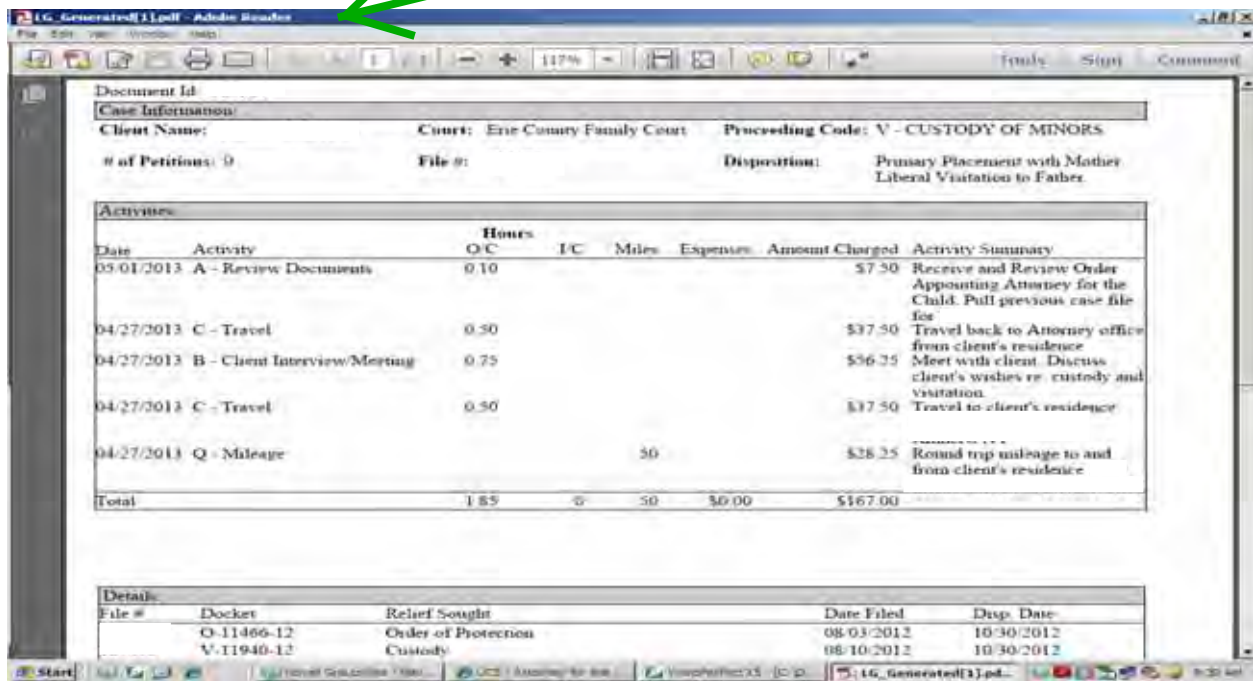 LG_Generated[1].pdf - Adobe Reader
File Edit View Window Help
1 / 1 117% Tools Sign Comment
Document Id
Case Information:
Client Name: Court: Erie County Family Court Proceeding Code: V - CUSTODY OF MINORS
# of Petitions: 0 File #: Disposition: Primary Placement with Mother
Liberal Visitation to Father
Activities
Hours
Date Activity O/C I/C Miles Expenses Amount Charged Activity Summary
05/01/2013 A - Review Documents 0.10 $7.50 Receive and Review Order
Appointing Attorney for the
Child. Pull previous case file
for
04/27/2013 C - Travel 0.50 $37.50 Travel back to Attorney office
from client's residence
04/27/2013 B - Client Interview/Meeting 0.75 $56.25 Meet with client. Discuss
client's wishes re. custody and
visitation
04/27/2013 C - Travel 0.50 $37.50 Travel to client's residence
04/27/2013 Q - Mileage 50 $28.25 Round trip mileage to and
from client's residence
Total 1.85 0 50 $0.00 $167.00
Details
File # Docket Relief Sought Date Filed Disp. Date
O-11466-12 Order of Protection 08/03/2012 10/30/2012
V-11940-12 Custody 08/10/2012 10/30/2012
Start LG_Generated[1].pd...